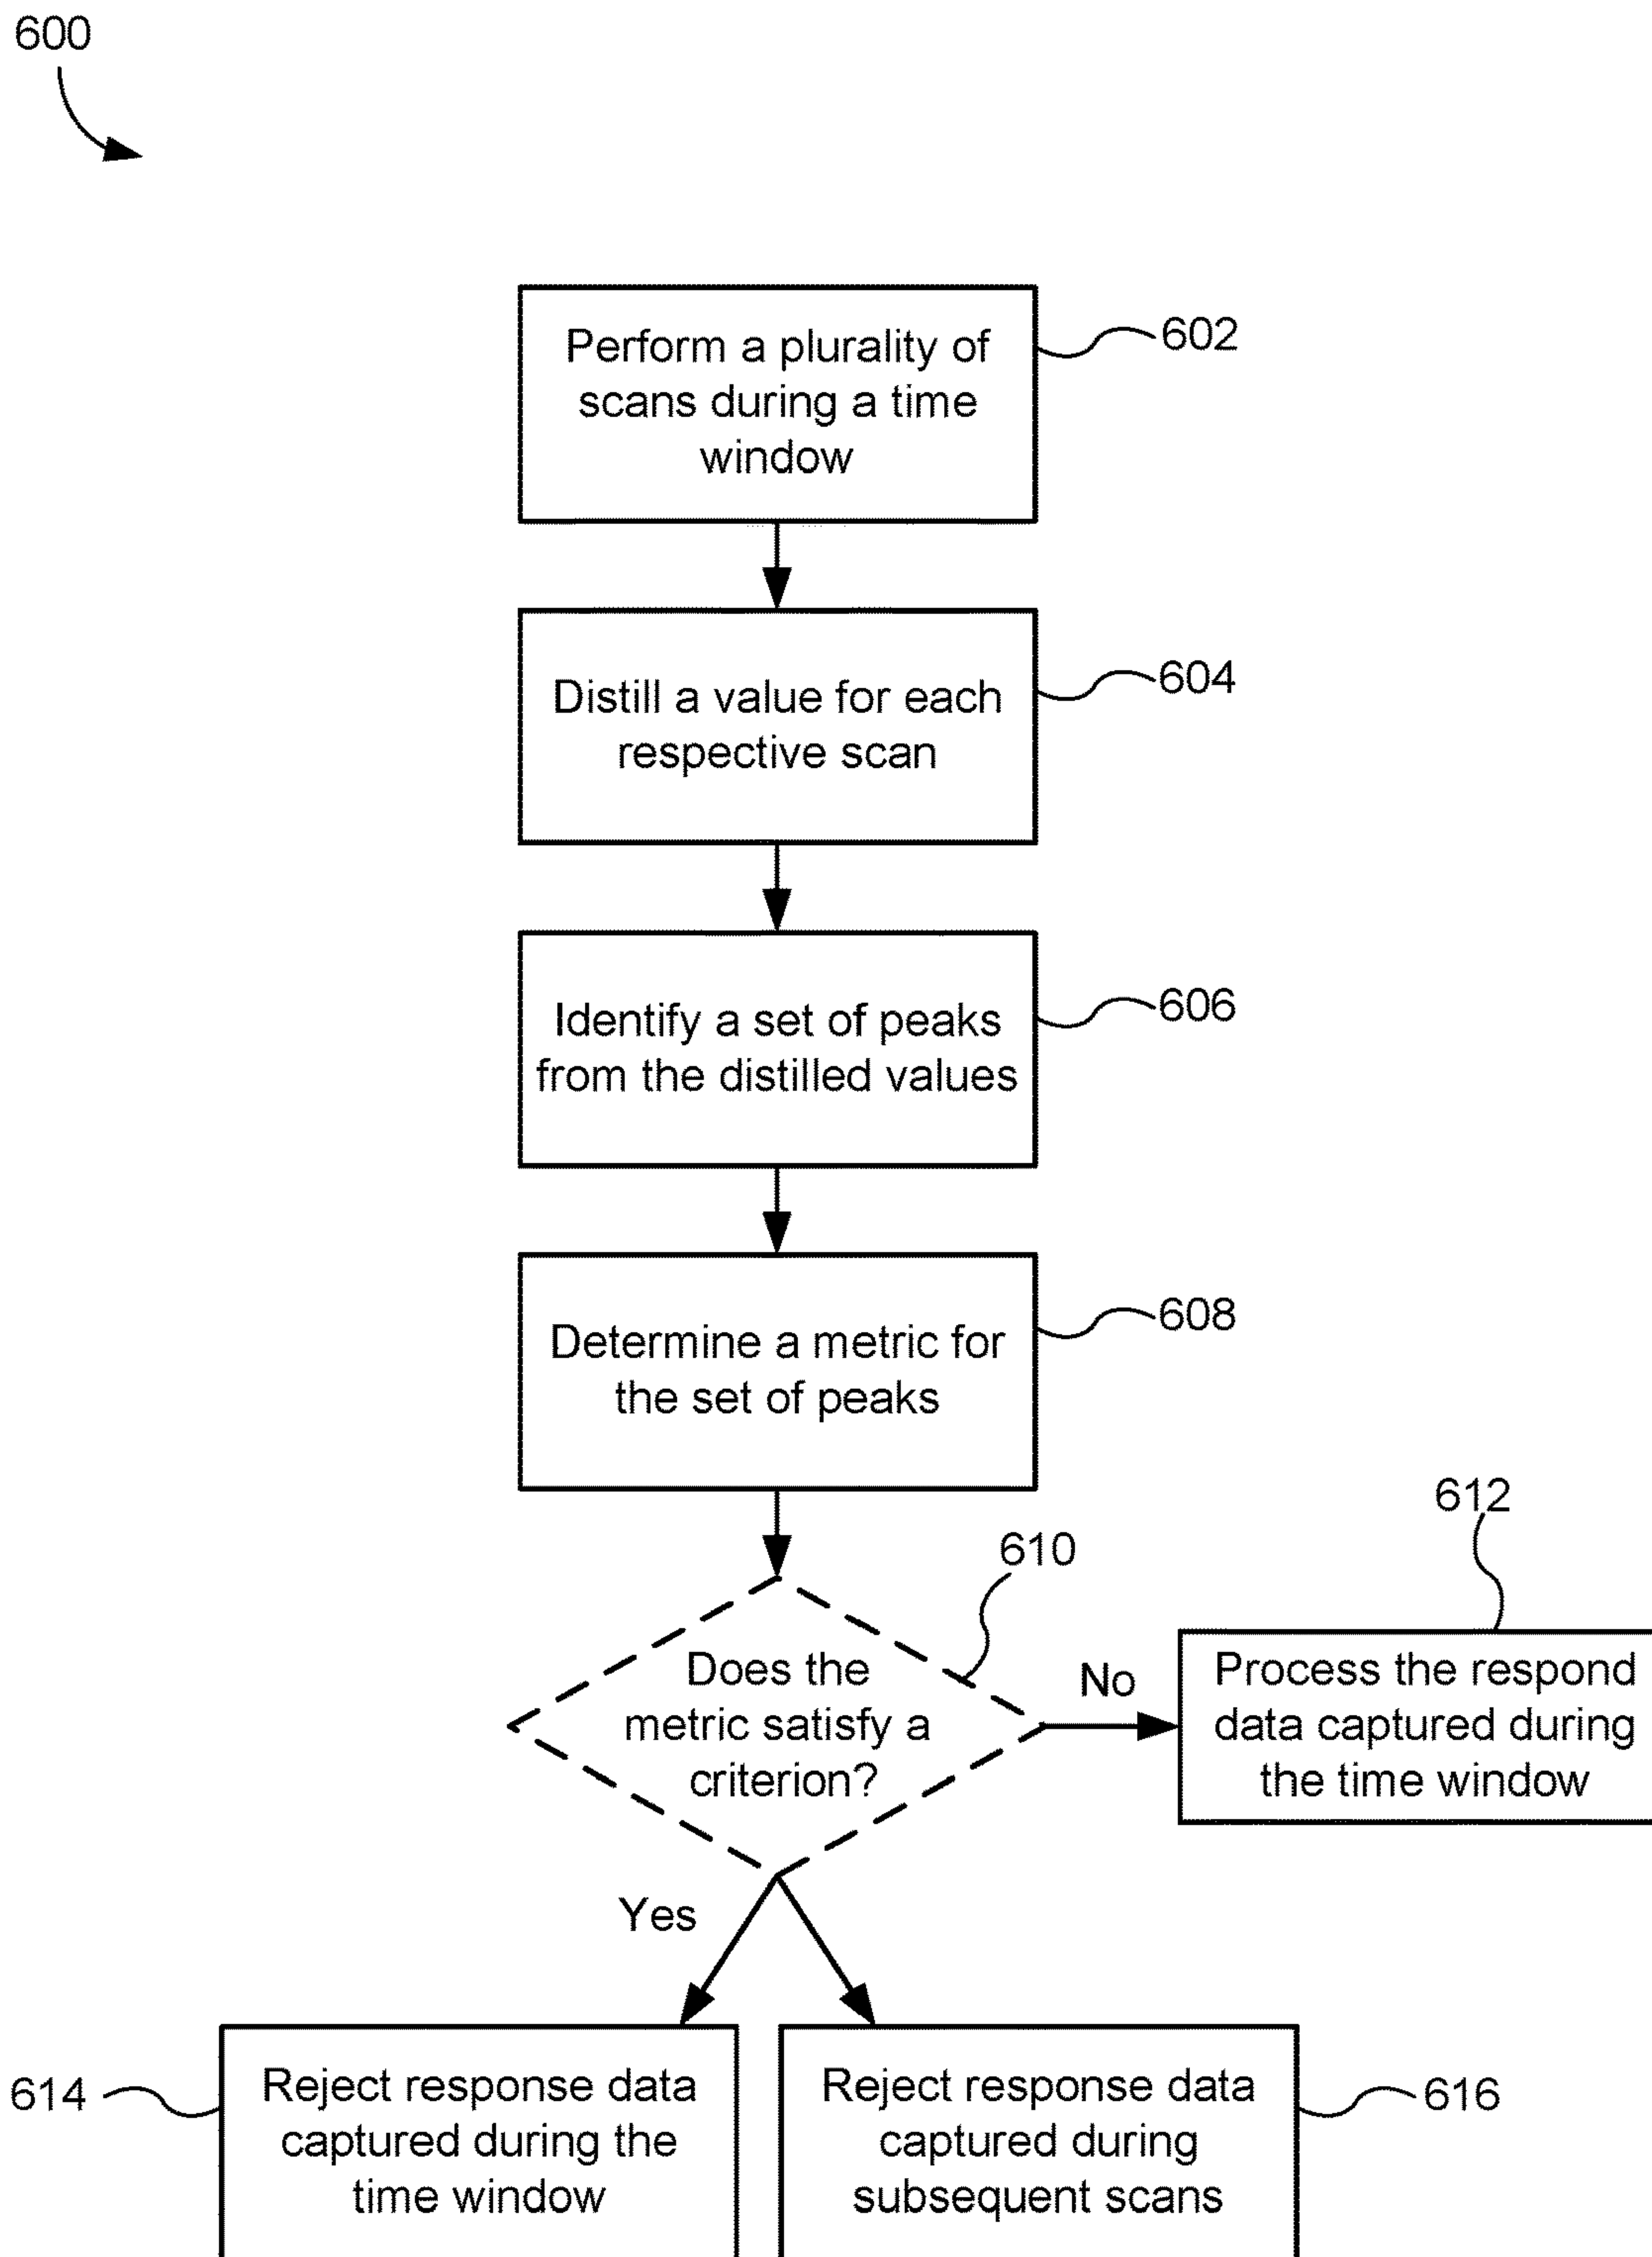 600
Perform a plurality of
scans during a time
window
602
Distill a value for each
respective scan
604
Identify a set of peaks
from the distilled values
606
Determine a metric for
the set of peaks
608
610
Does the
metric satisfy a
criterion?
No
612
Process the respond
data captured during
the time window
Yes
614
Reject response data
captured during the
time window
Reject response data
captured during
subsequent scans
616